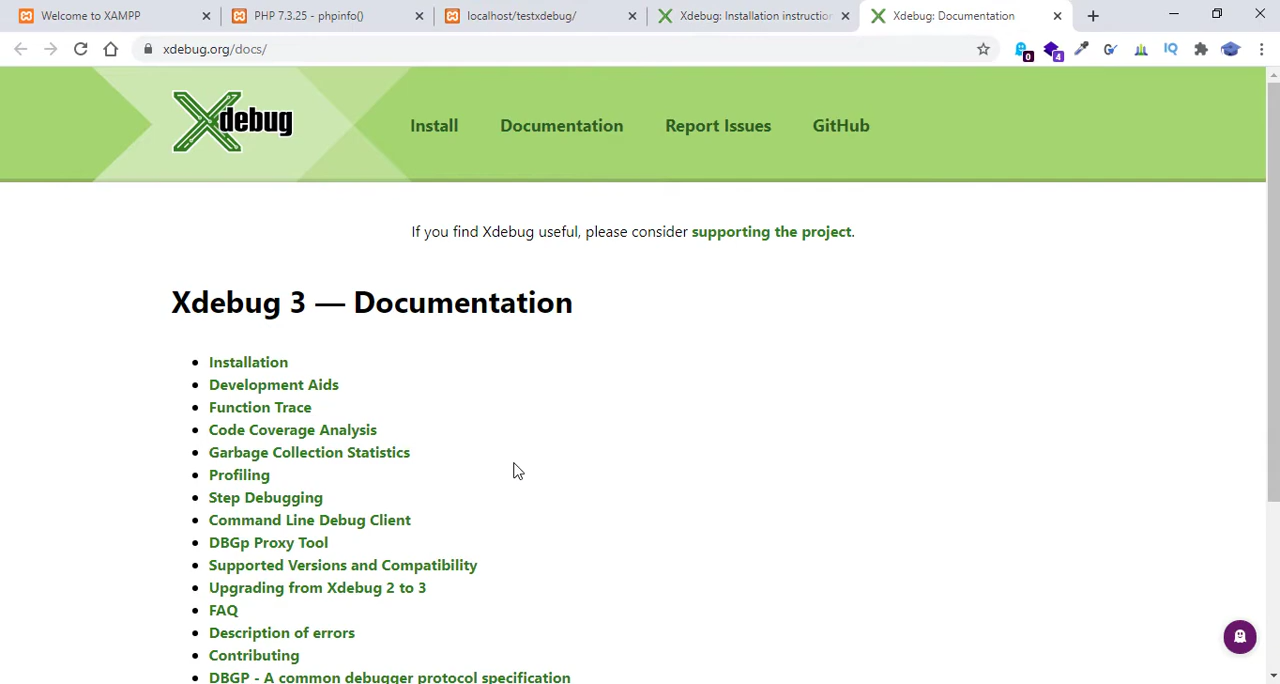 Welcome to XAMPP
PHP 7.3.25 - phpinfo()
localhost/testxdebug/
Xdebug: Installation instruction
Xdebug: Documentation
xdebug.org/docs/
0
4
IQ
Xdebug
Install
Documentation
Report Issues
GitHub
If you find Xdebug useful, please consider supporting the project.
Xdebug 3 — Documentation
Installation
Development Aids
Function Trace
Code Coverage Analysis
Garbage Collection Statistics
Profiling
Step Debugging
Command Line Debug Client
DBGp Proxy Tool
Supported Versions and Compatibility
Upgrading from Xdebug 2 to 3
FAQ
Description of errors
Contributing
DBGP - A common debugger protocol specification